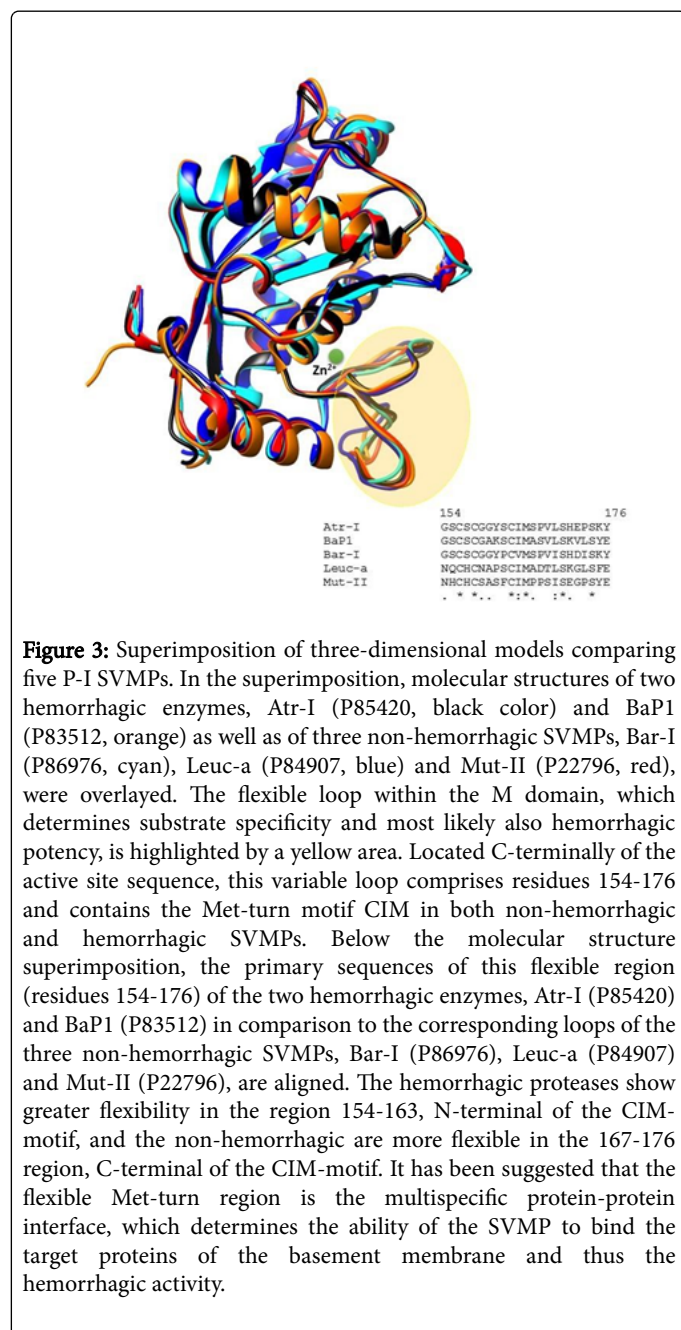 Zn2+
154 176
Atr-I GSCSCGGYSCIMSPVLSHEPSKY
BaP1 GSCSCGAKSCIMASVLSKVLSYE
Bar-I GSCSCGGYPCVMSPVISHDISKY
Leuc-a NQCHCNAPSCIMADTLSKGLSFE
Mut-II NHCHCSASFCIMPPSISEGPSYE
. * *.. *:*. :*. *
Figure 3: Superimposition of three-dimensional models comparing
five P-I SVMPs. In the superimposition, molecular structures of two
hemorrhagic enzymes, Atr-I (P85420, black color) and BaP1
(P83512, orange) as well as of three non-hemorrhagic SVMPs, Bar-I
(P86976, cyan), Leuc-a (P84907, blue) and Mut-II (P22796, red),
were overlayed. The flexible loop within the M domain, which
determines substrate specificity and most likely also hemorrhagic
potency, is highlighted by a yellow area. Located C-terminally of the
active site sequence, this variable loop comprises residues 154-176
and contains the Met-turn motif CIM in both non-hemorrhagic
and hemorrhagic SVMPs. Below the molecular structure
superimposition, the primary sequences of this flexible region
(residues 154-176) of the two hemorrhagic enzymes, Atr-I (P85420)
and BaP1 (P83512) in comparison to the corresponding loops of the
three non-hemorrhagic SVMPs, Bar-I (P86976), Leuc-a (P84907)
and Mut-II (P22796), are aligned. The hemorrhagic proteases show
greater flexibility in the region 154-163, N-terminal of the CIM-
motif, and the non-hemorrhagic are more flexible in the 167-176
region, C-terminal of the CIM-motif. It has been suggested that the
flexible Met-turn region is the multispecific protein-protein
interface, which determines the ability of the SVMP to bind the
target proteins of the basement membrane and thus the
hemorrhagic activity.